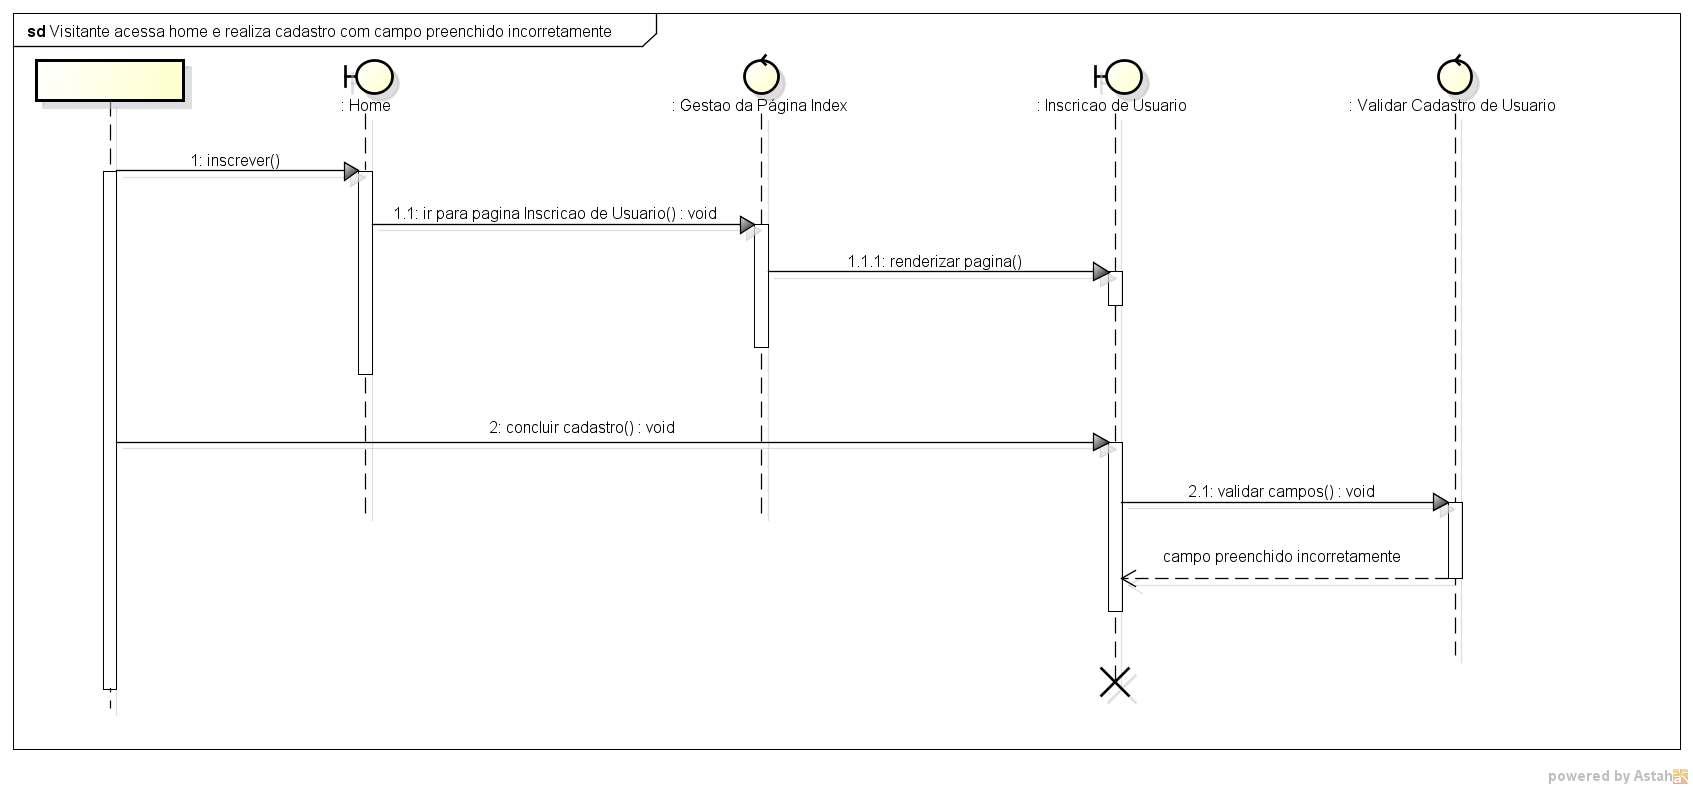 sd Visitante acessa home e realiza cadastro com campo preenchido incorretamente
: Home
: Gestao da Página Index
: Inscricao de Usuario
: Validar Cadastro de Usuario
1: inscrever()
1.1: ir para pagina Inscricao de Usuario() : void
1.1.1: renderizar pagina()
2: concluir cadastro() : void
2.1: validar campos() : void
campo preenchido incorretamente
powered by Astah